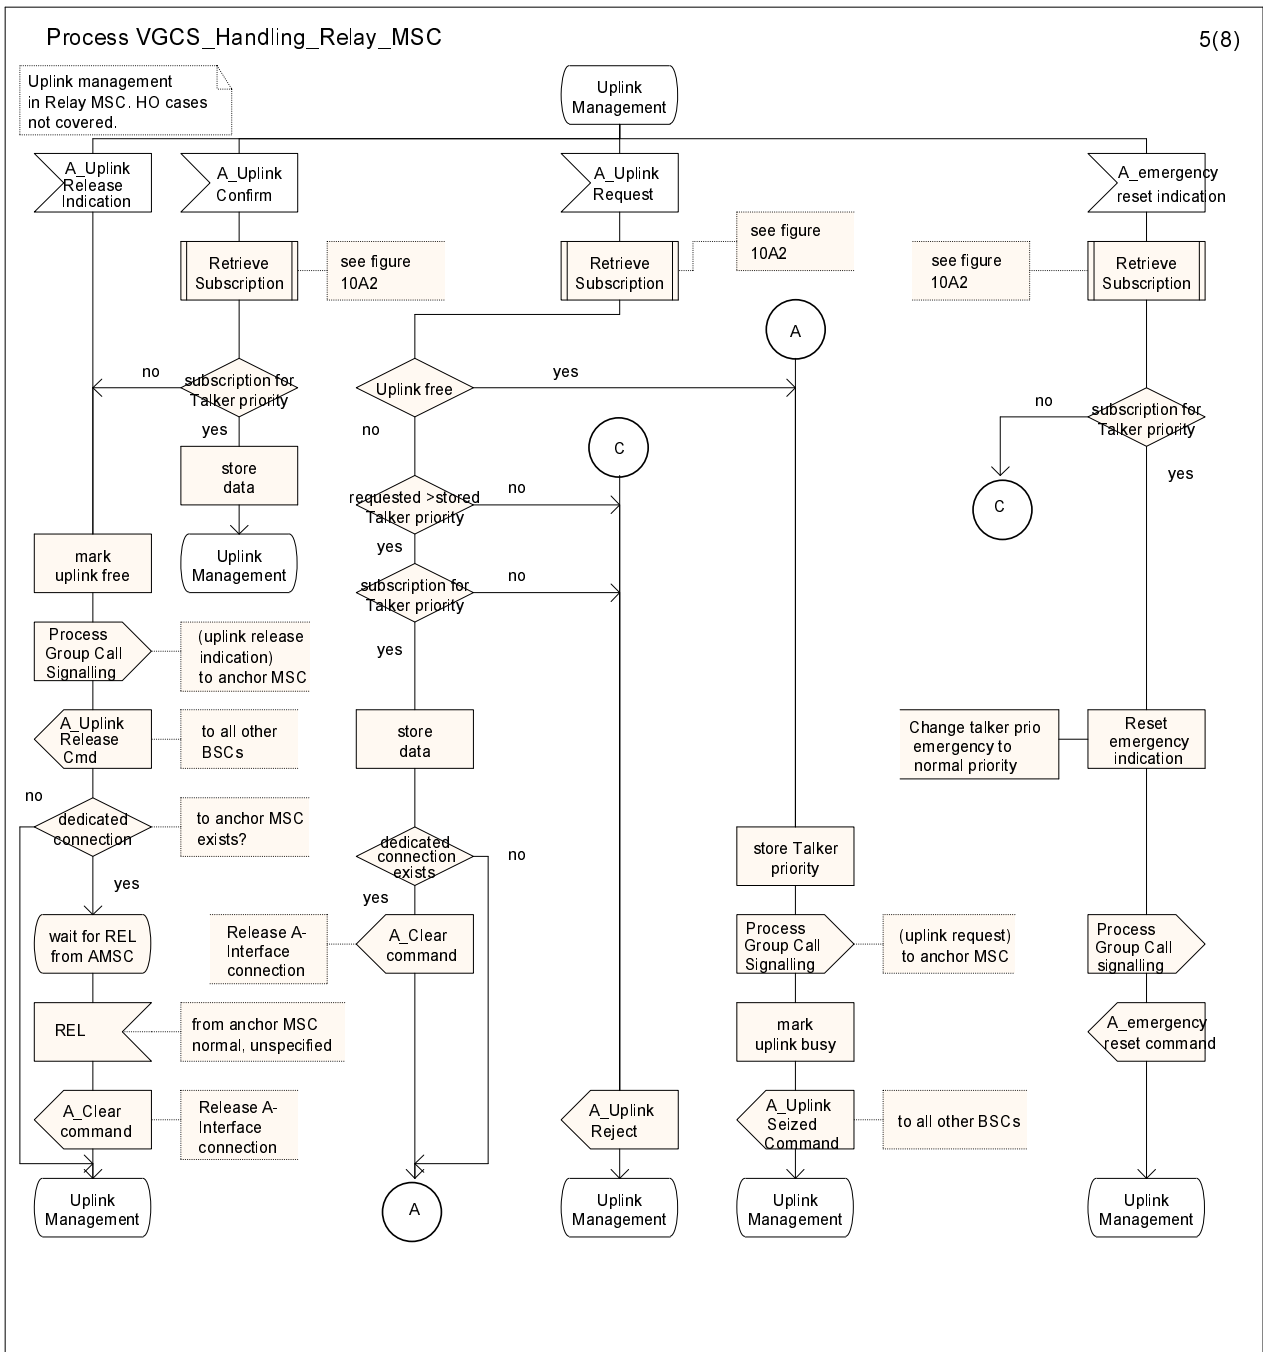 Process VGCS_Handling_Relay_MSC
5(8)
Uplink management
in Relay MSC. HO cases
not covered.
Uplink
Management
A_Uplink
Release
Indication
A_Uplink
Confirm
A_Uplink
Request
A_emergency
reset indication
Retrieve
Subscription
see figure
10A2
Retrieve
Subscription
see figure
10A2
see figure
10A2
Retrieve
Subscription
A
no
subscription for
Talker priority
yes
Uplink free
yes
no
C
no
subscription for
Talker priority
yes
C
store
data
requested >stored
Talker priority
no
yes
mark
uplink free
Uplink
Management
subscription for
Talker priority
no
yes
Process
Group Call
Signalling
(uplink release
indication)
to anchor MSC
A_Uplink
Release
Cmd
to all other
BSCs
store
data
Change talker prio
emergency to
normal priority
Reset
emergency
indication
no
dedicated
connection
to anchor MSC
exists?
yes
dedicated
connection
exists
no
yes
store Talker
priority
wait for REL
from AMSC
Release A-
Interface
connection
A_Clear
command
Process
Group Call
Signalling
(uplink request)
to anchor MSC
Process
Group Call
signalling
REL
from anchor MSC
normal, unspecified
mark
uplink busy
A_emergency
reset command
A_Clear
command
Release A-
Interface
connection
A_Uplink
Reject
A_Uplink
Seized
Command
to all other BSCs
Uplink
Management
A
Uplink
Management
Uplink
Management
Uplink
Management